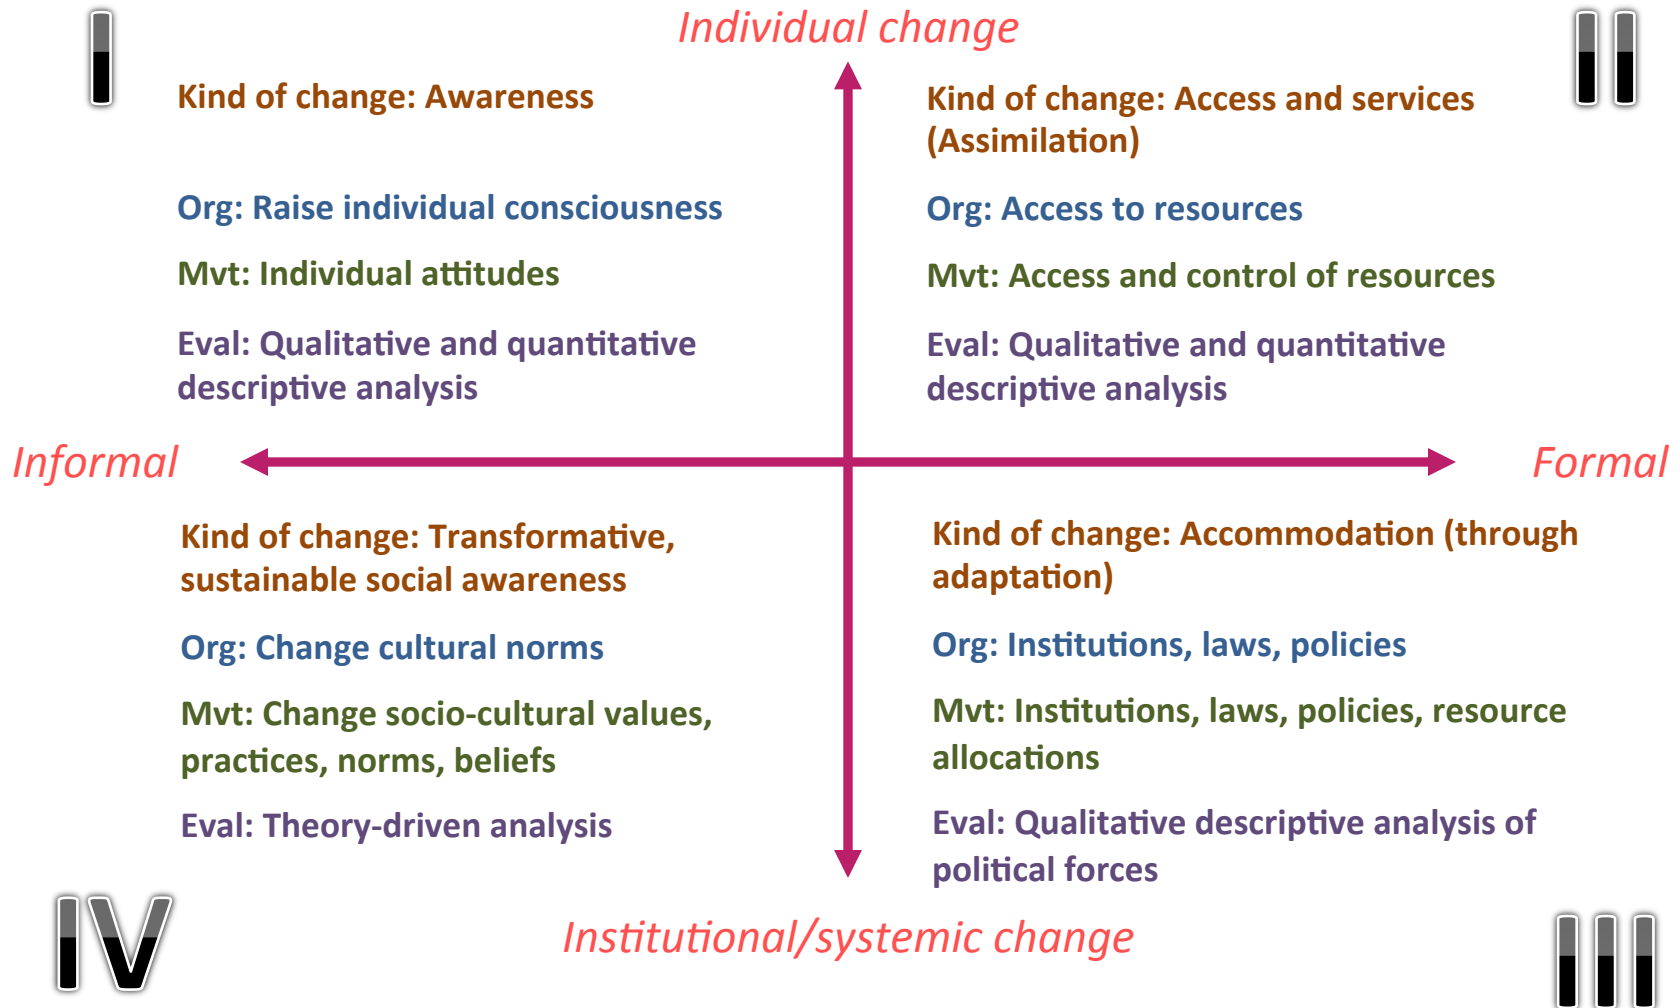 Individual change
I
II
Kind of change: Awareness
Org: Raise individual consciousness
Mvt: Individual attitudes
Eval: Qualitative and quantitative
descriptive analysis
Kind of change: Access and services
(Assimilation)
Org: Access to resources
Mvt: Access and control of resources
Eval: Qualitative and quantitative
descriptive analysis
Informal
Formal
Kind of change: Transformative,
sustainable social awareness
Org: Change cultural norms
Mvt: Change socio-cultural values,
practices, norms, beliefs
Eval: Theory-driven analysis
Kind of change: Accommodation (through
adaptation)
Org: Institutions, laws, policies
Mvt: Institutions, laws, policies, resource
allocations
Eval: Qualitative descriptive analysis of
political forces
IV
Institutional/systemic change
III